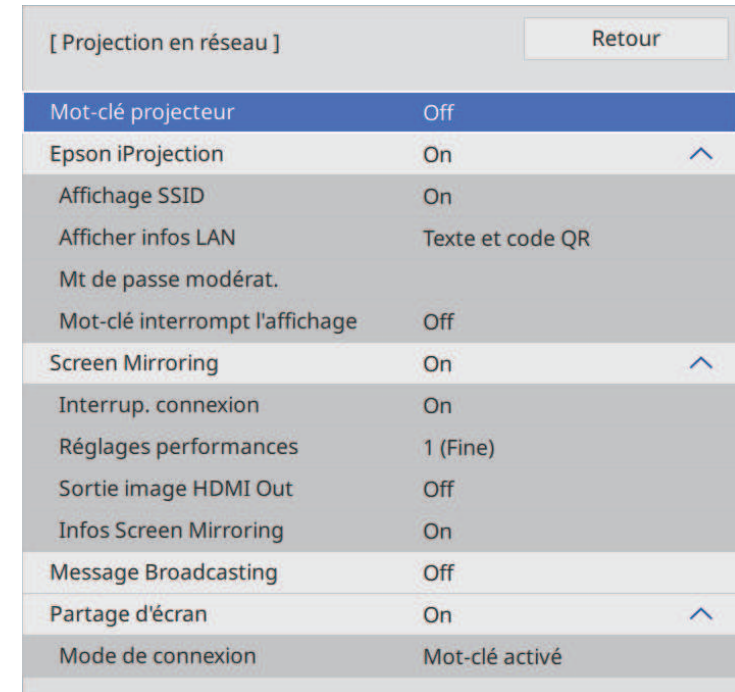 [ Projection en réseau ] Retour
Mot-clé projecteur Off
Epson iProjection On
Affichage SSID On
Afficher infos LAN Texte et code QR
Mt de passe modérat.
Mot-clé interrompt l'affichage Off
Screen Mirroring On
Interrup. connexion On
Réglages performances 1 (Fine)
Sortie image HDMI Out Off
Infos Screen Mirroring On
Message Broadcasting Off
Partage d'écran On
Mode de connexion Mot-clé activé